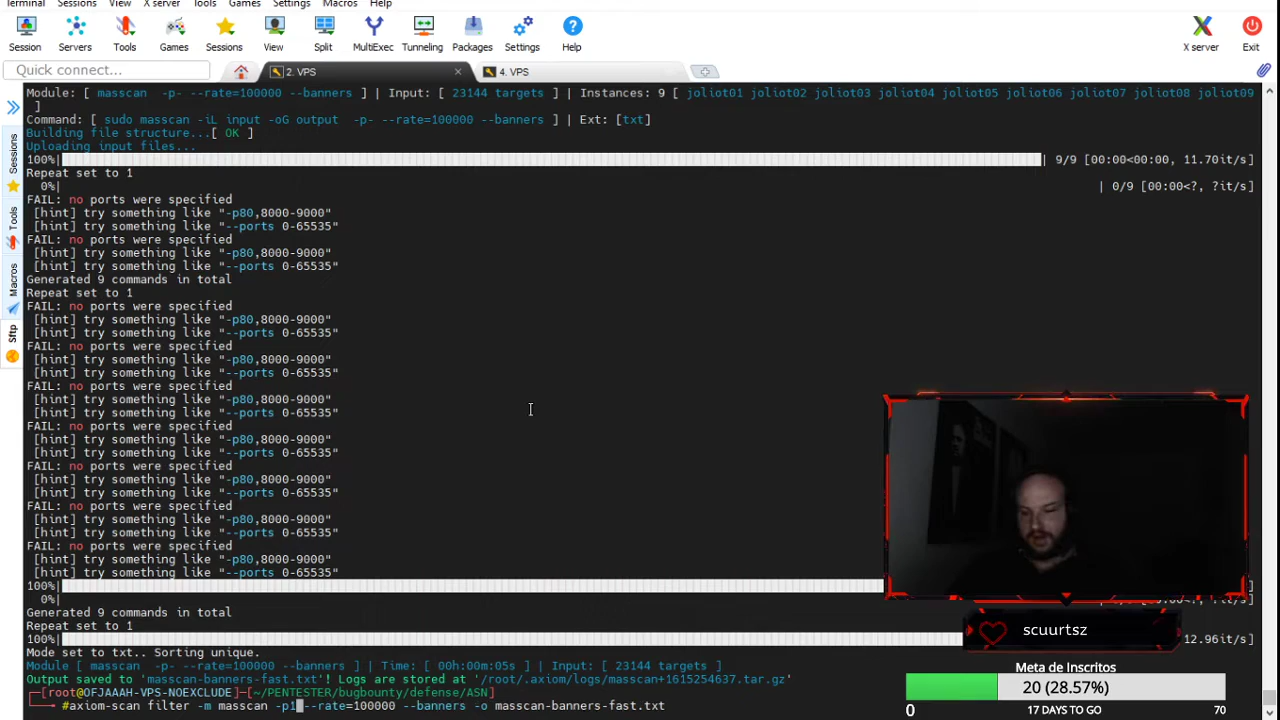 Terminal Sessions View X server Tools Games Settings Macros Help
Session Servers Tools Games Sessions View Split MultiExec Tunneling Packages Settings Help X server Exit
Quick connect... 2. VPS 4. VPS
Module: [ masscan -p- --rate=100000 --banners ] | Input: [ 23144 targets ] | Instances: 9 [ joliot01 joliot02 joliot03 joliot04 joliot05 joliot06 joliot07 joliot08 joliot09
]
Command: [ sudo masscan -iL input -oG output -p- --rate=100000 --banners ] | Ext: [txt]
Building file structure...[ OK ]
Uploading input files...
100%| | 9/9 [00:00<00:00, 11.70it/s]
Repeat set to 1
0%| | 0/9 [00:00<?, ?it/s]
FAIL: no ports were specified
[hint] try something like "-p80,8000-9000"
[hint] try something like "--ports 0-65535"
FAIL: no ports were specified
[hint] try something like "-p80,8000-9000"
[hint] try something like "--ports 0-65535"
Generated 9 commands in total
Repeat set to 1
FAIL: no ports were specified
[hint] try something like "-p80,8000-9000"
[hint] try something like "--ports 0-65535"
FAIL: no ports were specified
[hint] try something like "-p80,8000-9000"
[hint] try something like "--ports 0-65535"
FAIL: no ports were specified
[hint] try something like "-p80,8000-9000"
[hint] try something like "--ports 0-65535"
FAIL: no ports were specified
[hint] try something like "-p80,8000-9000"
[hint] try something like "--ports 0-65535"
FAIL: no ports were specified
[hint] try something like "-p80,8000-9000"
[hint] try something like "--ports 0-65535"
FAIL: no ports were specified
[hint] try something like "-p80,8000-9000"
[hint] try something like "--ports 0-65535"
FAIL: no ports were specified
[hint] try something like "-p80,8000-9000"
[hint] try something like "--ports 0-65535"
100%|
0%|
Generated 9 commands in total
Repeat set to 1
100%| 12.96it/s]
Mode set to txt.. Sorting unique.
Module [ masscan -p- --rate=100000 --banners ] | Time: [ 00h:00m:05s ] | Input: [ 23144 targets ]
Output saved to 'masscan-banners-fast.txt'! Logs are stored at '/root/.axiom/logs/masscan+1615254637.tar.gz'
┌─[root@OFJAAAH-VPS-NOEXCLUDE]─[~/PENTESTER/bugbounty/defense/ASN]
└──╼ #axiom-scan filter -m masscan -p1 --rate=100000 --banners -o masscan-banners-fast.txt
Sessions
Tools
Macros
Sftp
scuurtsz
Meta de Inscritos
20 (28.57%)
0 17 DAYS TO GO 70